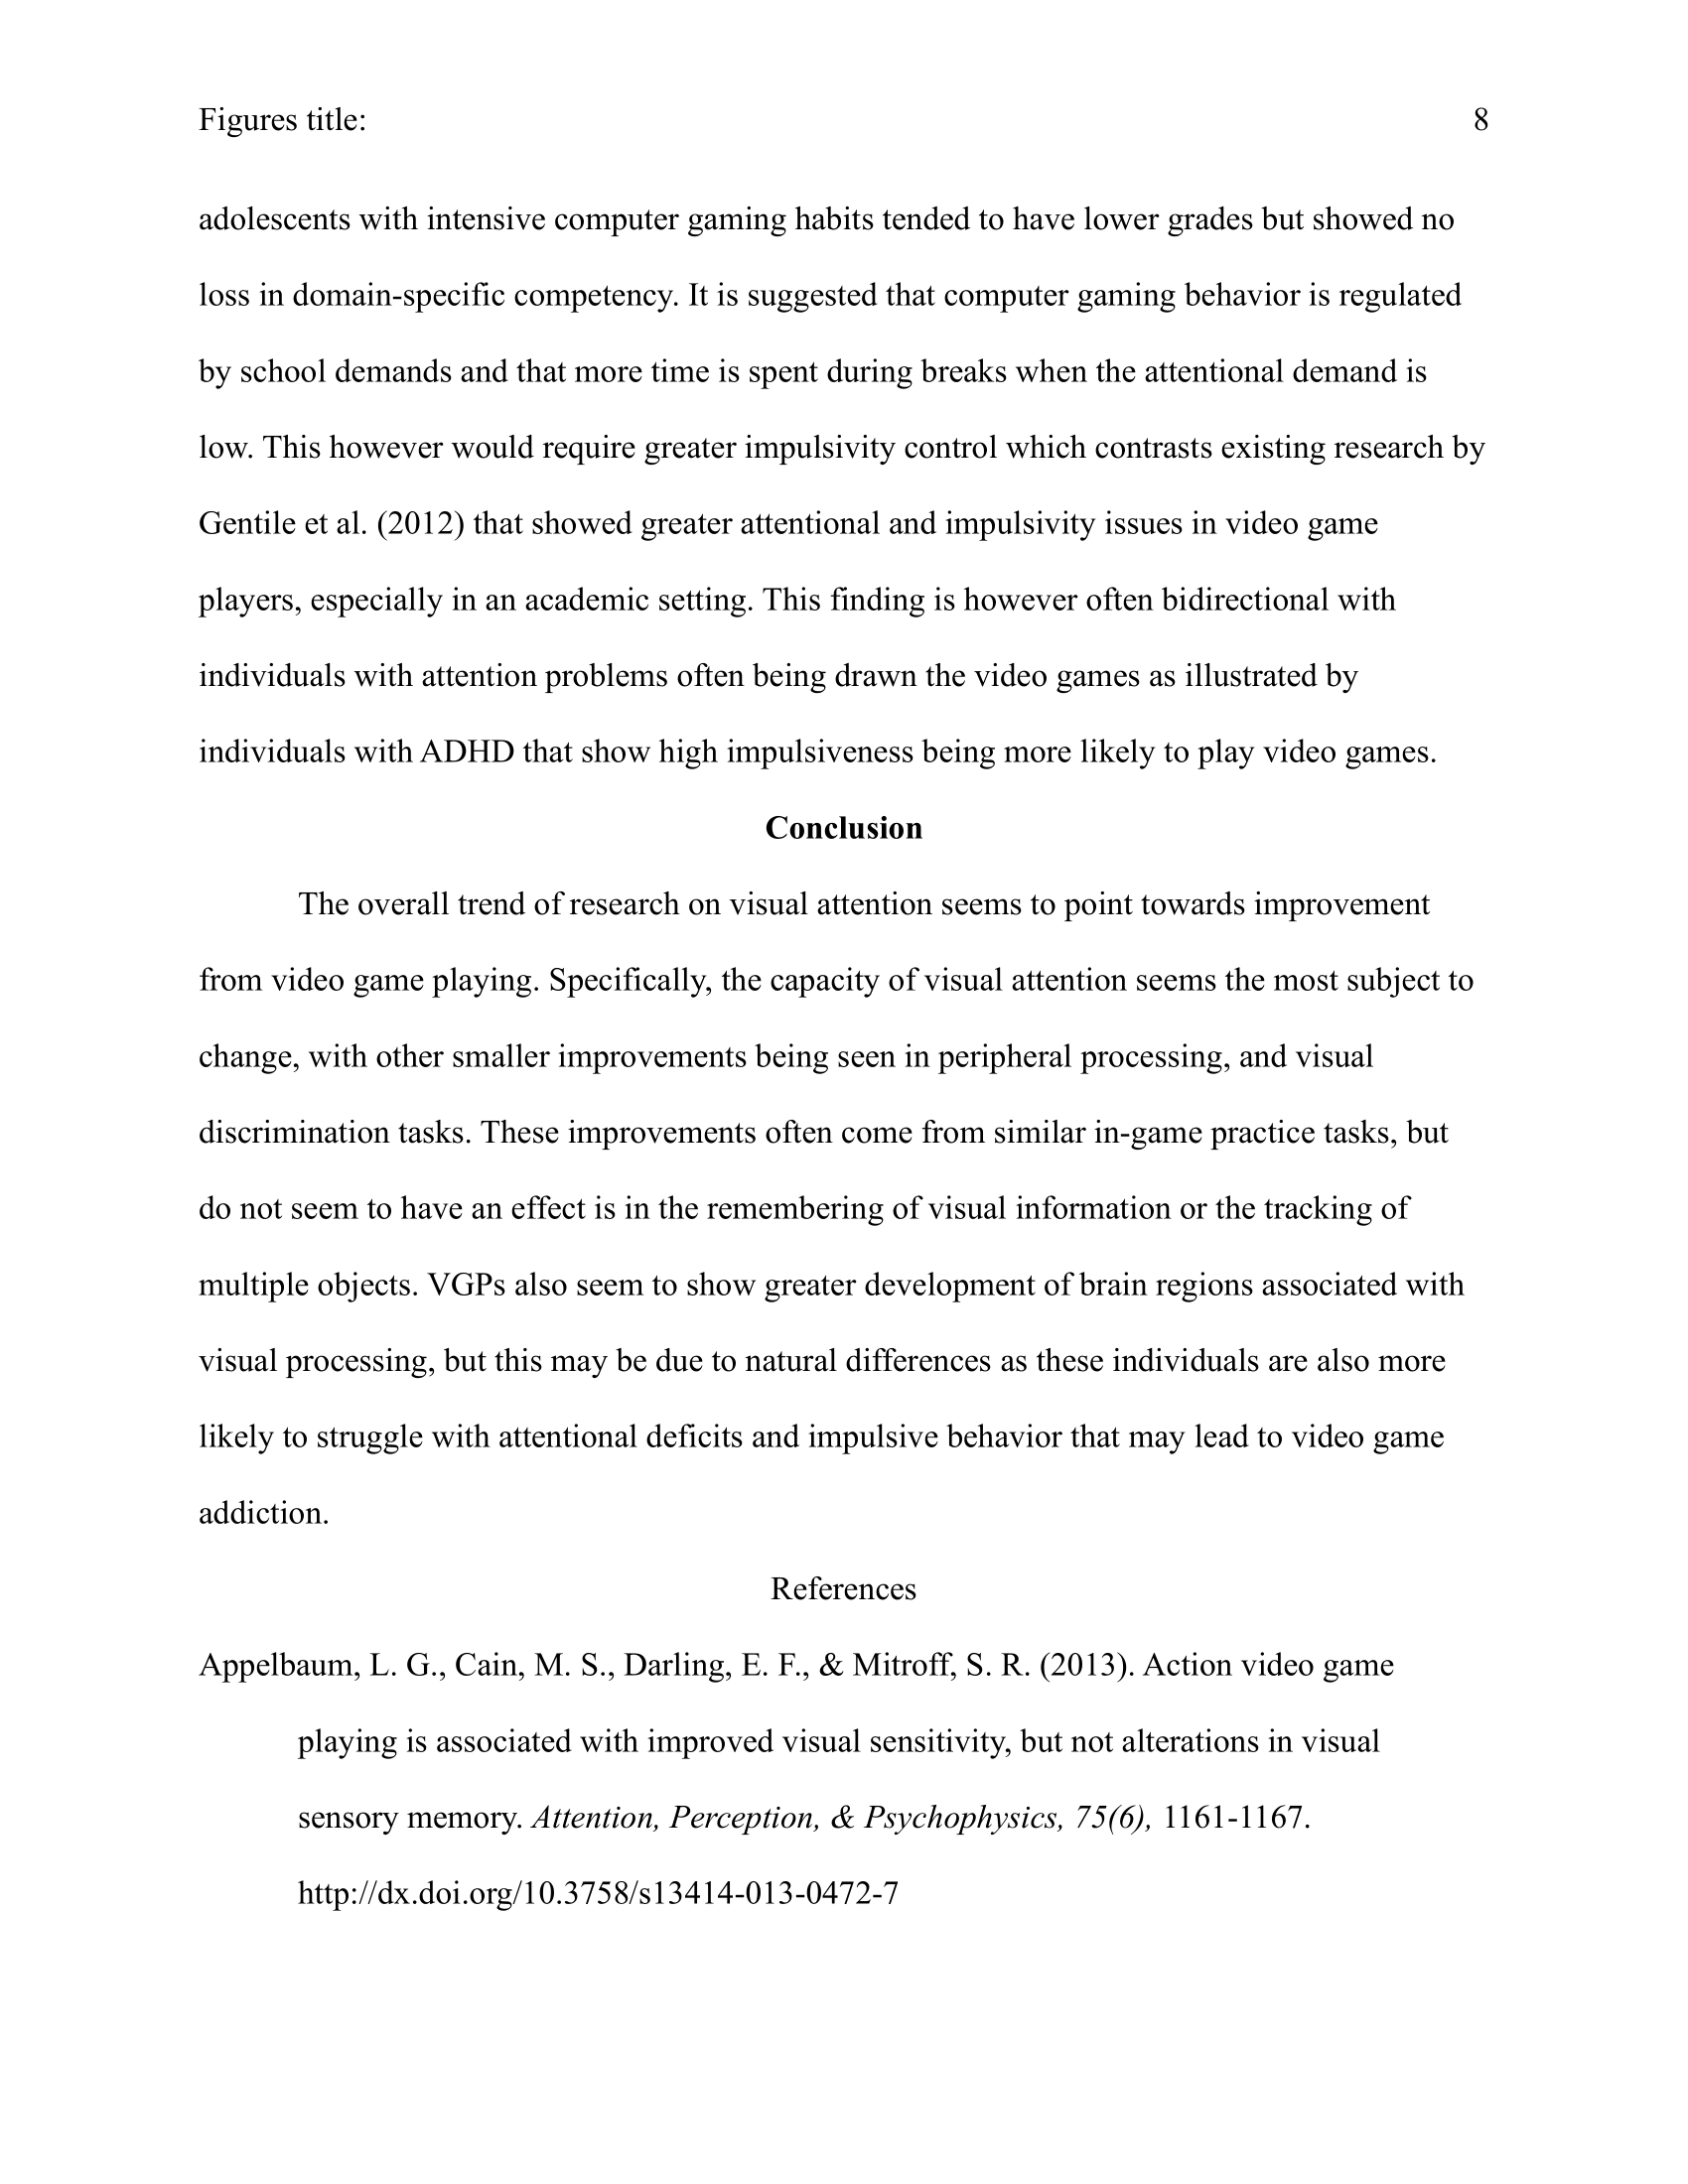 Figures title: 8
adolescents with intensive computer gaming habits tended to have lower grades but showed no
loss in domain-specific competency. It is suggested that computer gaming behavior is regulated
by school demands and that more time is spent during breaks when the attentional demand is
low. This however would require greater impulsivity control which contrasts existing research by
Gentile et al. (2012) that showed greater attentional and impulsivity issues in video game
players, especially in an academic setting. This finding is however often bidirectional with
individuals with attention problems often being drawn the video games as illustrated by
individuals with ADHD that show high impulsiveness being more likely to play video games.
Conclusion
The overall trend of research on visual attention seems to point towards improvement
from video game playing. Specifically, the capacity of visual attention seems the most subject to
change, with other smaller improvements being seen in peripheral processing, and visual
discrimination tasks. These improvements often come from similar in-game practice tasks, but
do not seem to have an effect is in the remembering of visual information or the tracking of
multiple objects. VGPs also seem to show greater development of brain regions associated with
visual processing, but this may be due to natural differences as these individuals are also more
likely to struggle with attentional deficits and impulsive behavior that may lead to video game
addiction.
References
Appelbaum, L. G., Cain, M. S., Darling, E. F., & Mitroff, S. R. (2013). Action video game
playing is associated with improved visual sensitivity, but not alterations in visual
sensory memory. Attention, Perception, & Psychophysics, 75(6), 1161-1167.
http://dx.doi.org/10.3758/s13414-013-0472-7